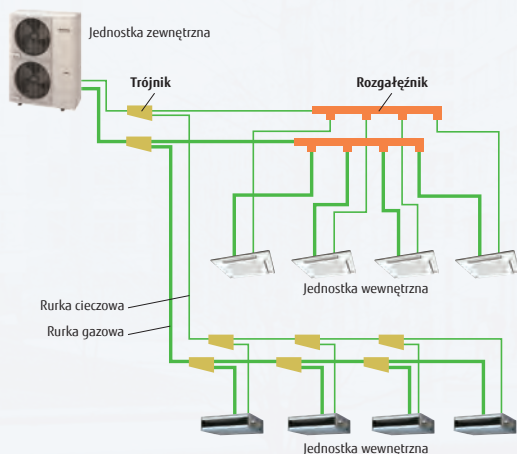 Jednostka zewnętrzna
Trójnik
Rozgałęźnik
Jednostka wewnętrzna
Rurka cieczowa
Rurka gazowa
Jednostka wewnętrzna